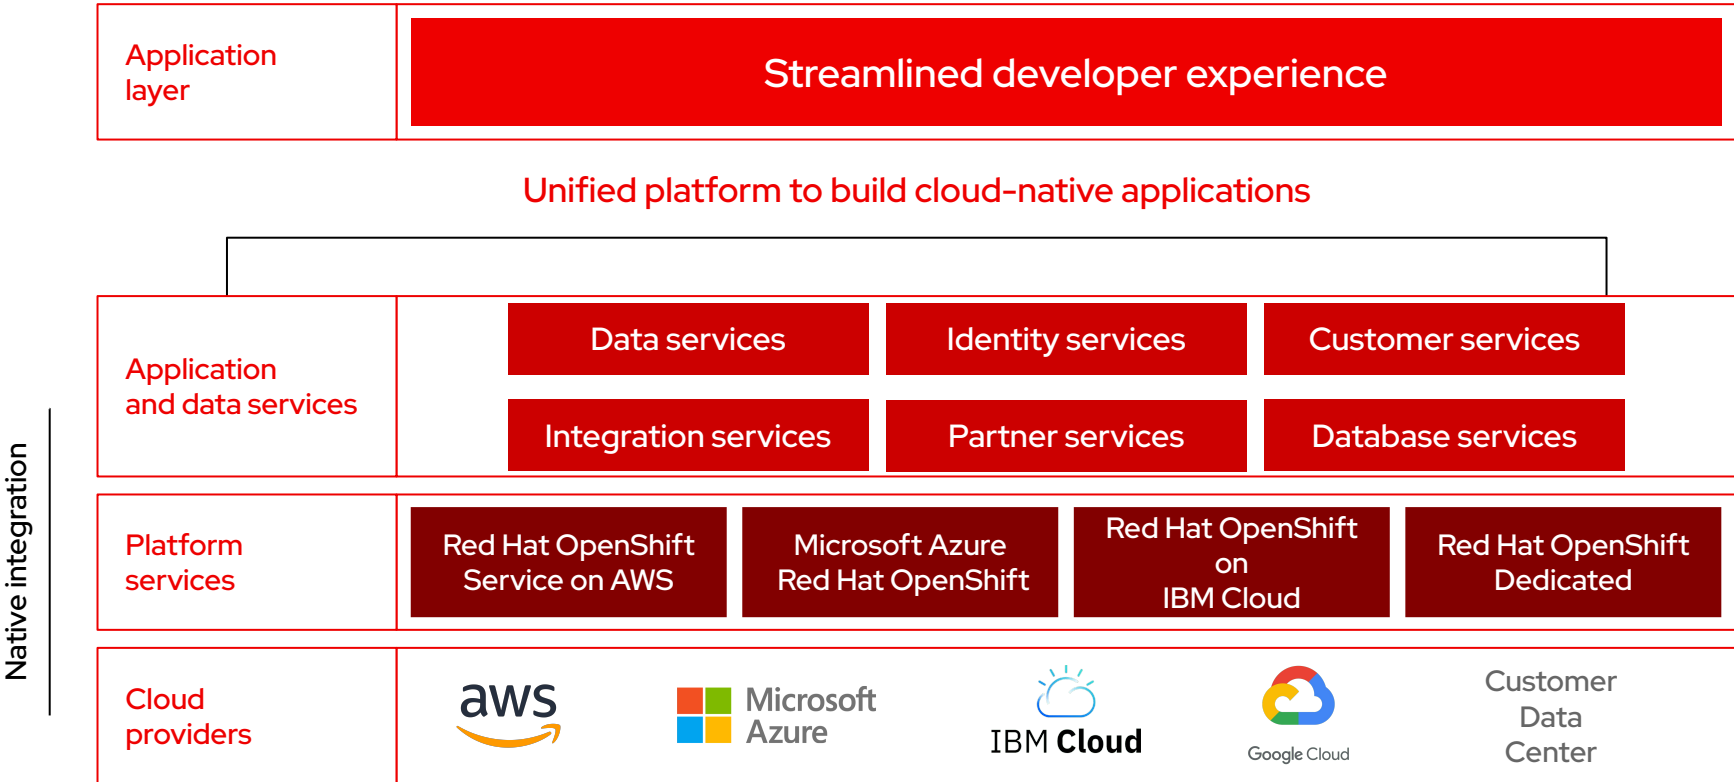 Application
layer
Streamlined developer experience
Unified platform to build cloud-native applications
Native integration
Application
and data services
Data services
Identity services
Customer services
Integration services
Partner services
Database services
Platform
services
Red Hat OpenShift
Service on AWS
Microsoft Azure
Red Hat OpenShift
Red Hat OpenShift
on
IBM Cloud
Red Hat OpenShift
Dedicated
Cloud
providers
aws
Microsoft
Azure
IBM Cloud
Google Cloud
Customer
Data
Center